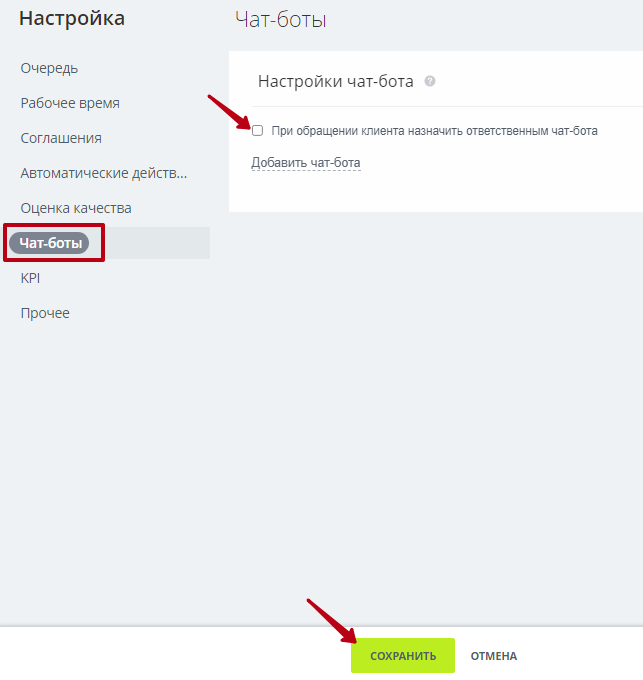 Настройка
Чат-боты
Очередь
Рабочее время
Соглашения
Автоматические действ...
Оценка качества
Чат-боты
KPI
Прочее
Настройки чат-бота ?
При обращении клиента назначить ответственным чат-бота
Добавить чат-бота
СОХРАНИТЬ
ОТМЕНА